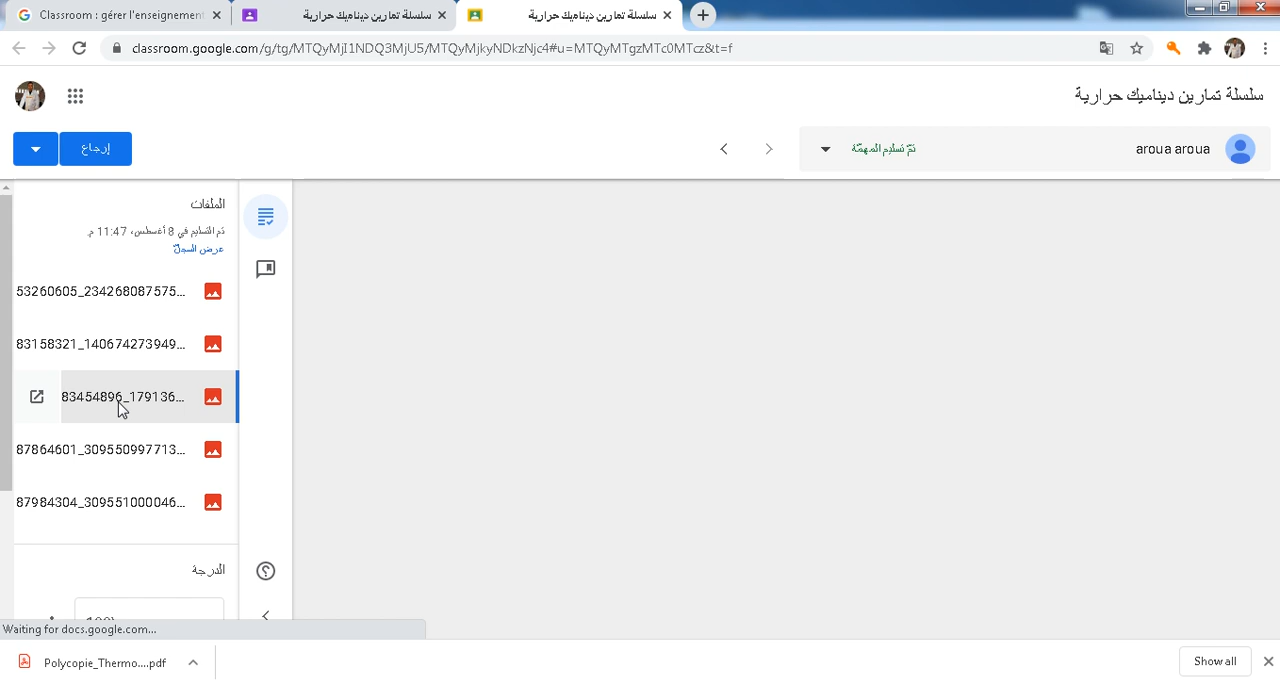 Classroom : gérer l'enseignement
سلسلة تمارين ديناميك حرارية
سلسلة تمارين ديناميك حرارية
classroom.google.com/g/tg/MTQyMjI1NDQ3MjU5/MTQyMjkyNDkzNjc4#u=MTQyMTgzMTc0MTcz&t=f
سلسلة تمارين ديناميك حرارية
إرجاع
تمّ تسليم المهمّة
aroua aroua
الملفات
تم التسليم في 8 أغسطس، 11:47 م
عرض السجلّ
53260605_234268087575...
83158321_140674273949...
83454896_179136...
87864601_309550997713...
87984304_309551000046...
الدرجة
Waiting for docs.google.com...
Polycopie_Thermo....pdf
Show all